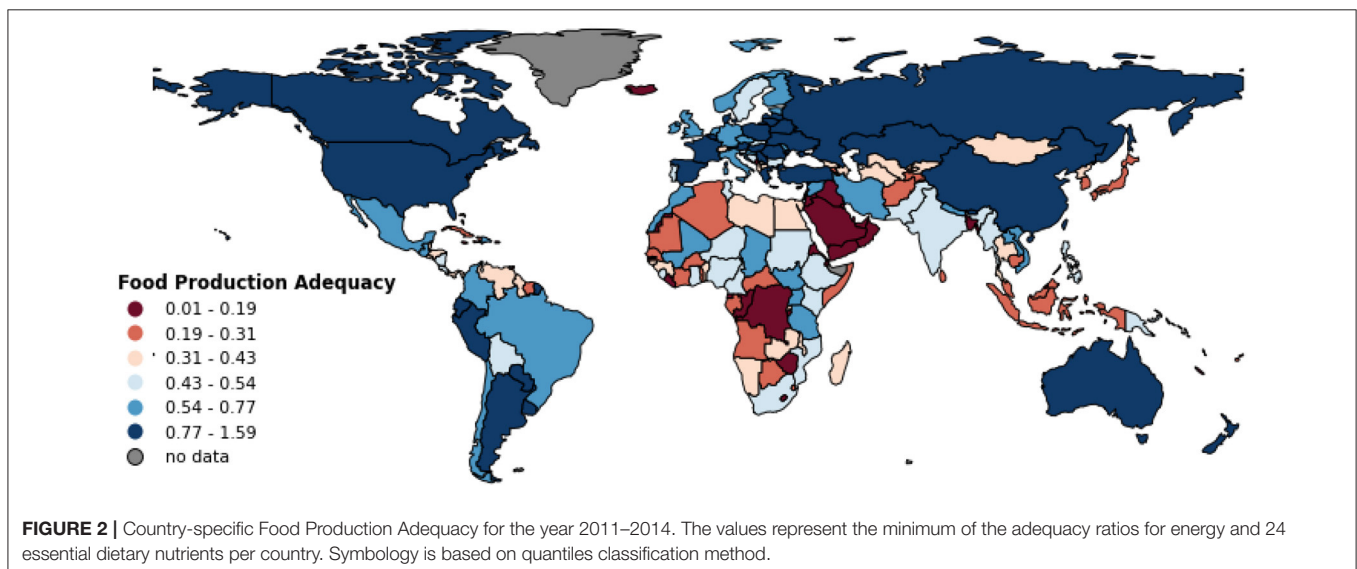 Food Production Adequacy
0.01 - 0.19
0.19 - 0.31
0.31 - 0.43
0.43 - 0.54
0.54 - 0.77
0.77 - 1.59
no data
FIGURE 2 | Country-specific Food Production Adequacy for the year 2011–2014. The values represent the minimum of the adequacy ratios for energy and 24
essential dietary nutrients per country. Symbology is based on quantiles classification method.